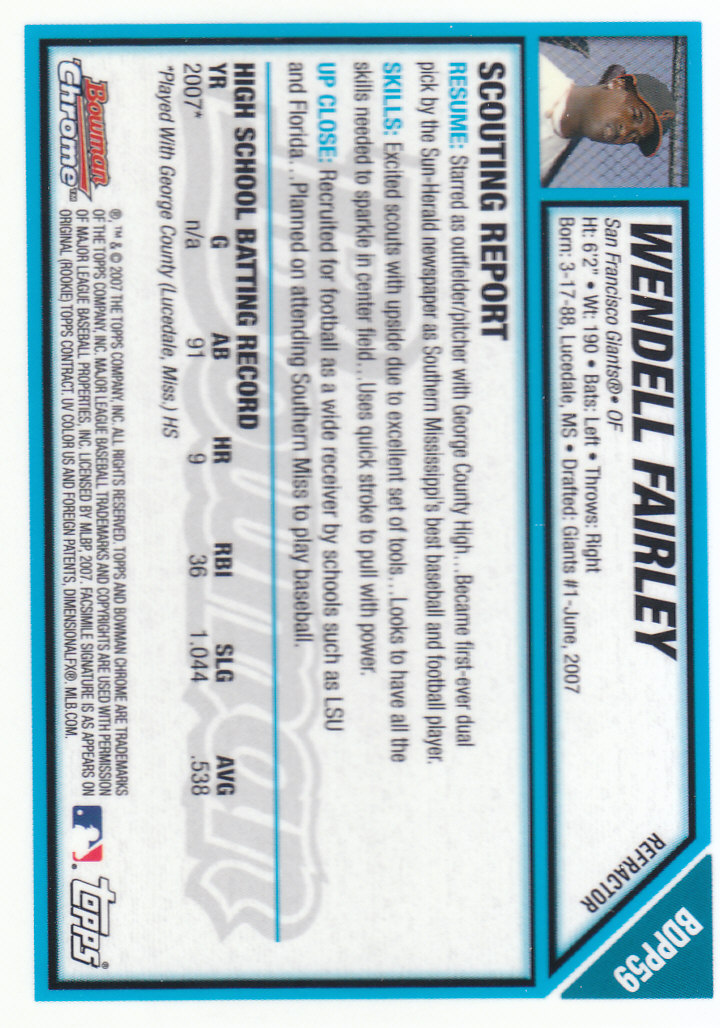 BDPP59
WENDELL FAIRLEY
REFRACTOR
San Francisco Giants® • OF
Ht: 6'2" • Wt: 190 • Bats: Left • Throws: Right
Born: 3-17-88, Lucedale, MS • Drafted: Giants #1-June, 2007
SCOUTING REPORT
RESUME: Starred as outfielder/pitcher with George County High...Became first-ever dual
pick by the Sun-Herald newspaper as Southern Mississippi's best baseball and football player.
SKILLS: Excited scouts with upside due to excellent set of tools...Looks to have all the
skills needed to sparkle in center field...Uses quick stroke to pull with power.
UP CLOSE: Recruited for football as a wide receiver by schools such as LSU
and Florida...Planned on attending Southern Miss to play baseball.
HIGH SCHOOL BATTING RECORD
YR G AB HR RBI SLG AVG
2007* n/a 91 9 36 1.044 .538
*Played With George County (Lucedale, Miss.) HS
Bowman
Chrome™
®, ™ & © 2007 THE TOPPS COMPANY, INC. ALL RIGHTS RESERVED. TOPPS AND BOWMAN CHROME ARE TRADEMARKS
OF THE TOPPS COMPANY, INC. MAJOR LEAGUE BASEBALL TRADEMARKS AND COPYRIGHTS ARE USED WITH PERMISSION
OF MAJOR LEAGUE BASEBALL PROPERTIES, INC. LICENSED BY MLBP, 2007. FACSIMILE SIGNATURE IS AS APPEARS ON
ORIGINAL (ROOKIE) TOPPS CONTRACT. UV COLOR US AND FOREIGN PATENTS, DIMENSIONALFX®. MLB.COM.
topps®